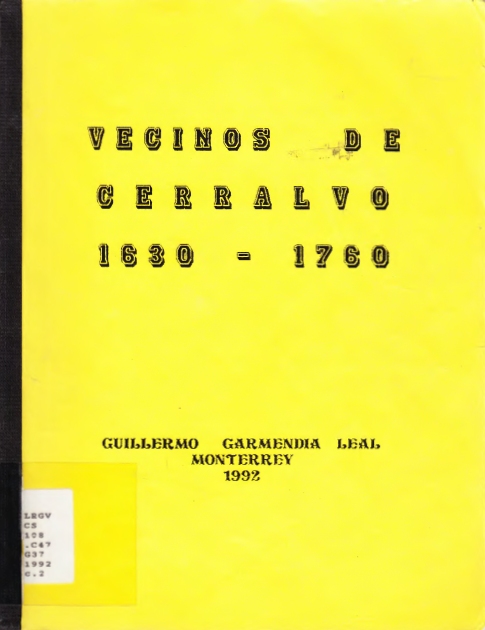 VECINOS DE
CERRALVO
1630 - 1760
GUILLERMO GARMENDIA LEAL
MONTERREY
1992
LRGV
CS
108
.C47
G37
1992
c.2